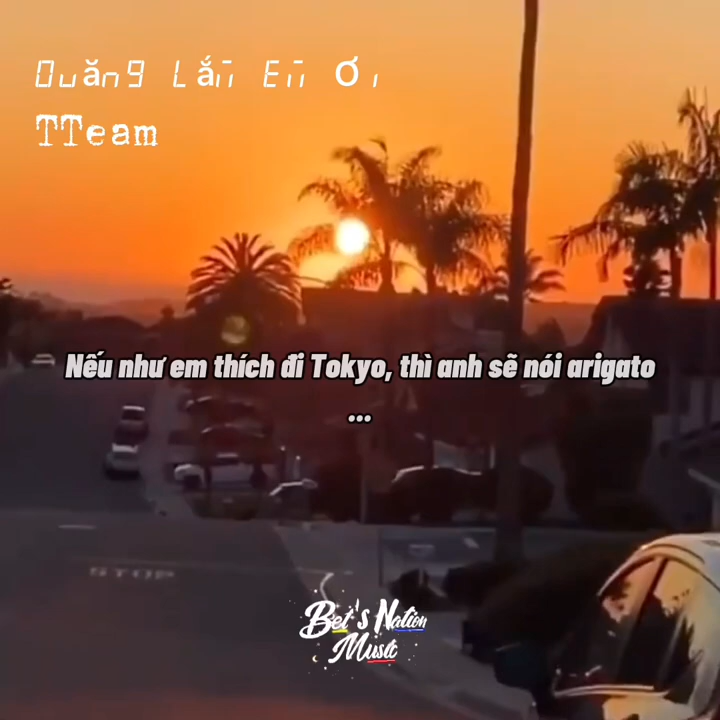 Quăng Lắm Em Ơi
TTeam
Nếu như em thích đi Tokyo, thì anh sẽ nói arigato
...
STOP
Bet's Nation
Music